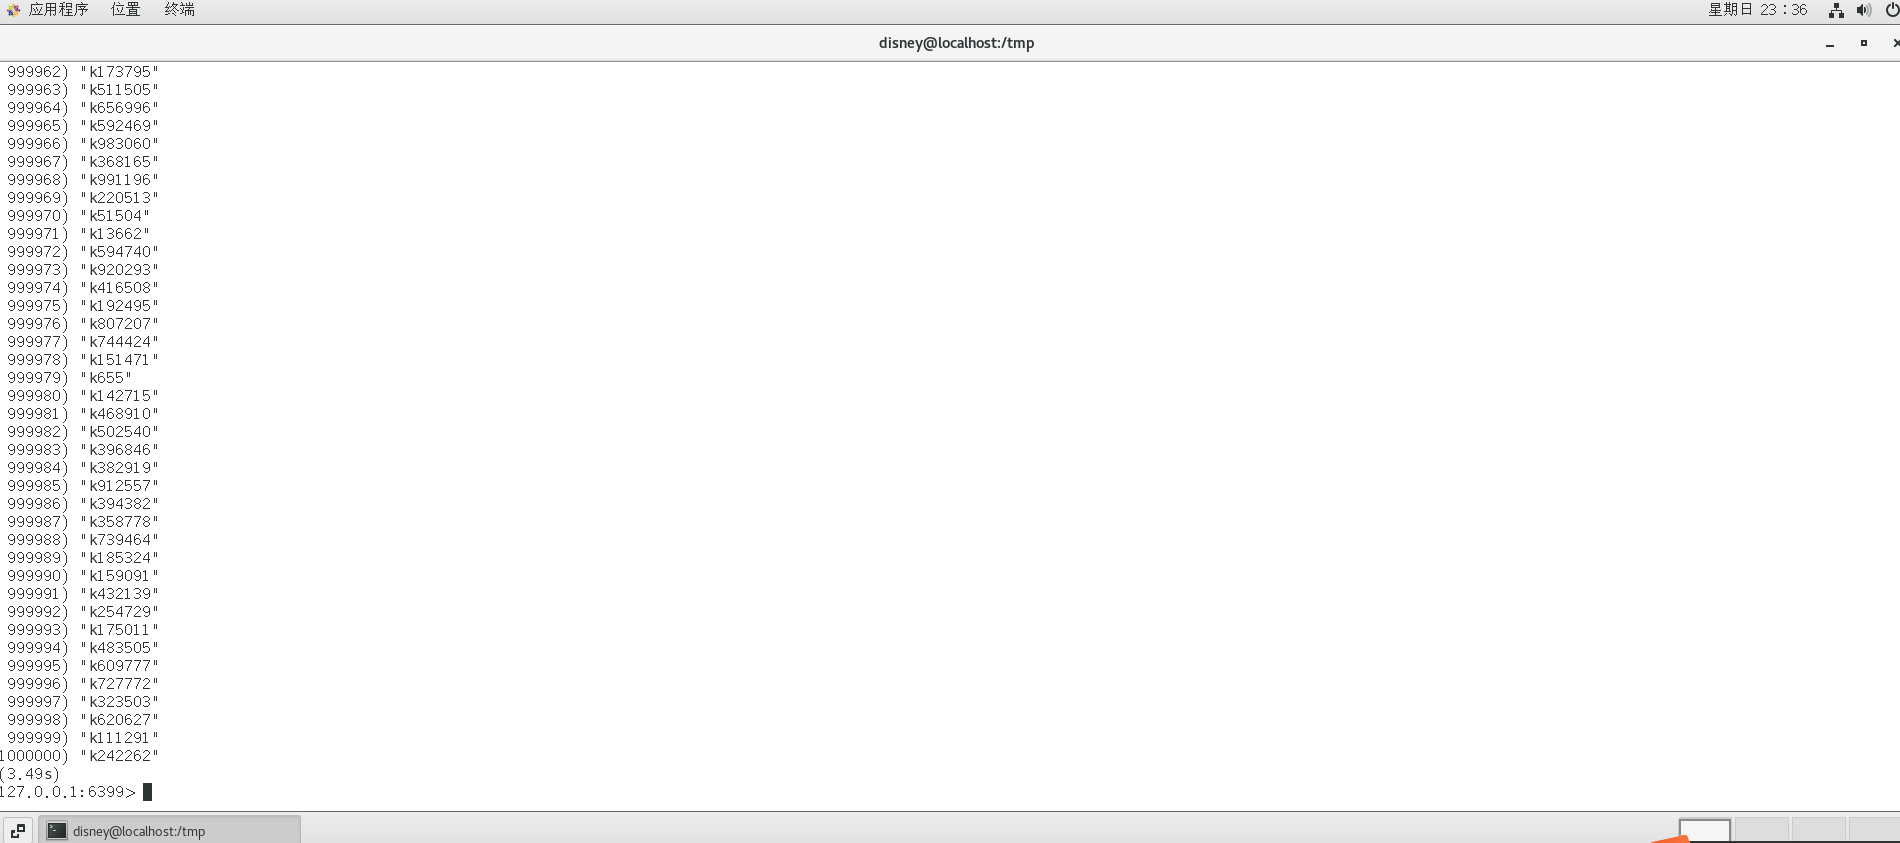 应用程序 位置 终端 星期日 23：36
disney@localhost:/tmp
999962) "k173795"
999963) "k511505"
999964) "k656996"
999965) "k592469"
999966) "k983060"
999967) "k368165"
999968) "k991196"
999969) "k220513"
999970) "k51504"
999971) "k13662"
999972) "k594740"
999973) "k920293"
999974) "k416508"
999975) "k192495"
999976) "k807207"
999977) "k744424"
999978) "k151471"
999979) "k655"
999980) "k142715"
999981) "k468910"
999982) "k502540"
999983) "k396846"
999984) "k382919"
999985) "k912557"
999986) "k394382"
999987) "k358778"
999988) "k739464"
999989) "k185324"
999990) "k159091"
999991) "k432139"
999992) "k254729"
999993) "k175011"
999994) "k483505"
999995) "k609777"
999996) "k727772"
999997) "k323503"
999998) "k620627"
999999) "k111291"
1000000) "k242262"
(3.49s)
127.0.0.1:6399>
disney@localhost:/tmp